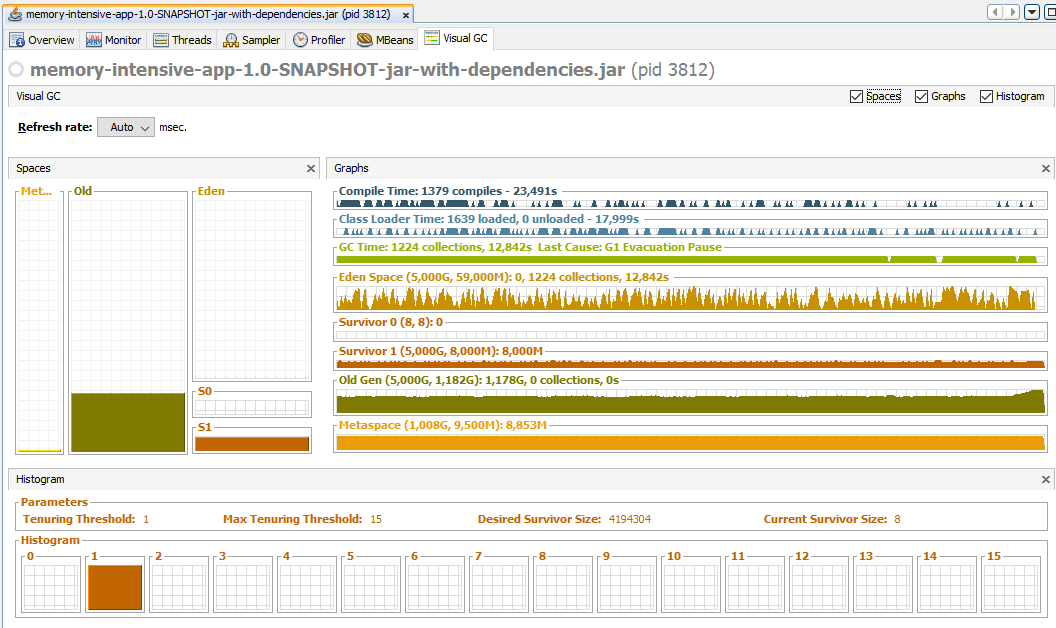 memory-intensive-app-1.0-SNAPSHOT-jar-with-dependencies.jar (pid 3812)
Overview Monitor Threads Sampler Profiler MBeans Visual GC
memory-intensive-app-1.0-SNAPSHOT-jar-with-dependencies.jar (pid 3812)
Visual GC Spaces Graphs Histogram
Refresh rate: Auto msec.
Spaces
Met... Old Eden
S0
S1
Graphs
Compile Time: 1379 compiles - 23,491s
Class Loader Time: 1639 loaded, 0 unloaded - 17,999s
GC Time: 1224 collections, 12,842s Last Cause: G1 Evacuation Pause
Eden Space (5,000G, 59,000M): 0, 1224 collections, 12,842s
Survivor 0 (8, 8): 0
Survivor 1 (5,000G, 8,000M): 8,000M
Old Gen (5,000G, 1,182G): 1,178G, 0 collections, 0s
Metaspace (1,008G, 9,500M): 8,853M
Histogram
Parameters
Tenuring Threshold: 1 Max Tenuring Threshold: 15 Desired Survivor Size: 4194304 Current Survivor Size: 8
Histogram
0 1 2 3 4 5 6 7 8 9 10 11 12 13 14 15